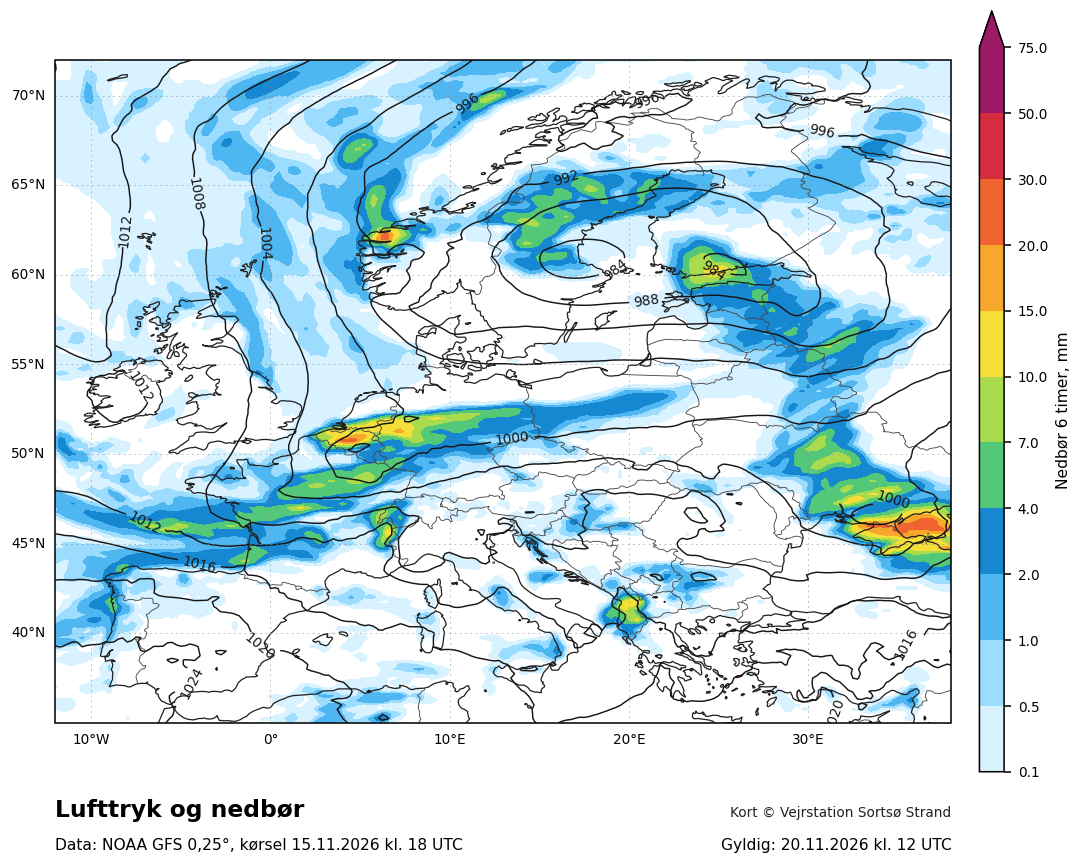 75.0
50.0
30.0
20.0
15.0
10.0
7.0
4.0
2.0
1.0
0.5
0.1
Nedbør 6 timer, mm
70°N
65°N
60°N
55°N
50°N
45°N
40°N
10°W
0°
10°E
20°E
30°E
996
996
996
992
1012
1008
1004
984
984
988
1012
1000
1000
1012
1016
1020
1024
1016
1020
Lufttryk og nedbør
Kort © Vejrstation Sortsø Strand
Data: NOAA GFS 0,25°, kørsel 15.11.2026 kl. 18 UTC
Gyldig: 20.11.2026 kl. 12 UTC